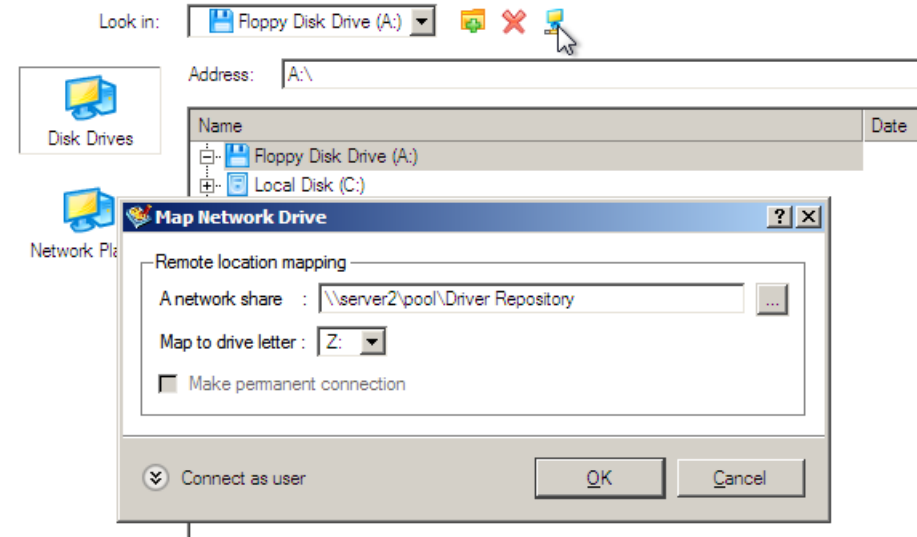 Look in: Floppy Disk Drive (A:)
Address: A:\
Disk Drives
Name Date
Floppy Disk Drive (A:)
Local Disk (C:)
Network Pla
Map Network Drive
Remote location mapping
A network share : \\server2\pool\Driver Repository ...
Map to drive letter : Z:
Make permanent connection
Connect as user OK Cancel